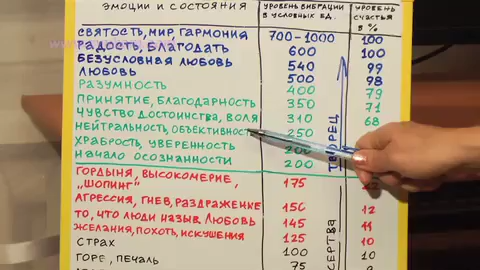 ЭМОЦИИ И СОСТОЯНИЯ УРОВЕНЬ ВИБРАЦИИ В УСЛОВНЫХ ЕД. УРОВЕНЬ СЧАСТЬЯ В %
СВЯТОСТЬ, МИР, ГАРМОНИЯ 700-1000 100
РАДОСТЬ, БЛАГОДАТЬ 600 100
БЕЗУСЛОВНАЯ ЛЮБОВЬ 540 99
ЛЮБОВЬ 500 98
РАЗУМНОСТЬ 400 79
ПРИНЯТИЕ, БЛАГОДАРНОСТЬ 350 71
ЧУВСТВО ДОСТОИНСТВА, ВОЛЯ 310 68
НЕЙТРАЛЬНОСТЬ, ОБЪЕКТИВНОСТЬ 250
ХРАБРОСТЬ, УВЕРЕННОСТЬ 200
НАЧАЛО ОСОЗНАННОСТИ 200
ТВОРЕЦ
ГОРДЫНЯ, ВЫСОКОМЕРИЕ,
"ШОПИНГ" 175
АГРЕССИЯ, ГНЕВ, РАЗДРАЖЕНИЕ 150 12
ТО, ЧТО ЛЮДИ НАЗЫВ. ЛЮБОВЬЮ 145 11
ЖЕЛАНИЯ, ПОХОТЬ, ИСКУШЕНИЯ 125 10
СТРАХ 100 10
ГОРЕ, ПЕЧАЛЬ 75 9